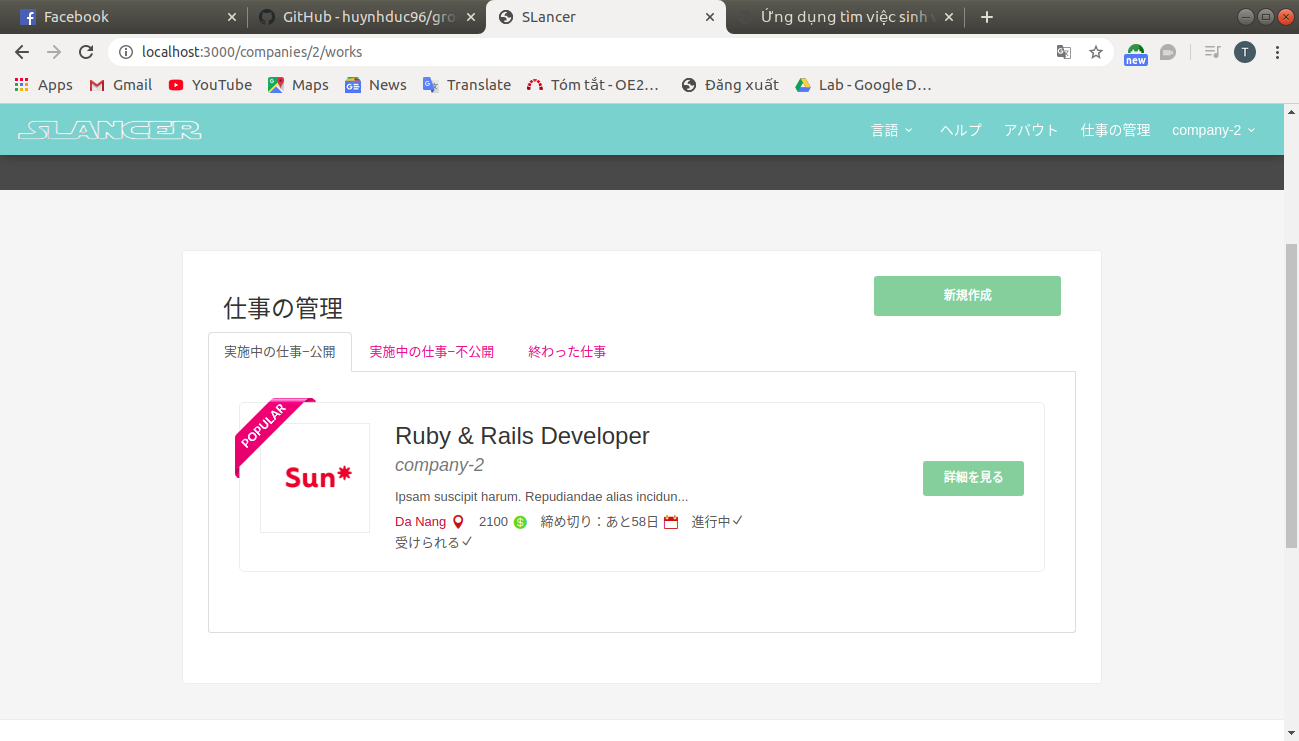 Facebook
GitHub - huynhduc96/gro
SLancer
Ứng dụng tìm việc sinh
localhost:3000/companies/2/works
new
T
Apps
Gmail
YouTube
Maps
News
Translate
Tóm tắt - OE2...
Đăng xuất
Lab - Google D...
SLANCER
言語
ヘルプ
アバウト
仕事の管理
company-2
仕事の管理
新規作成
実施中の仕事−公開
実施中の仕事−不公開
終わった仕事
POPULAR
Sun*
Ruby & Rails Developer
company-2
Ipsam suscipit harum. Repudiandae alias incidun...
Da Nang 2100 $ 締め切り：あと58日 進行中✓
受けられる✓
詳細を見る